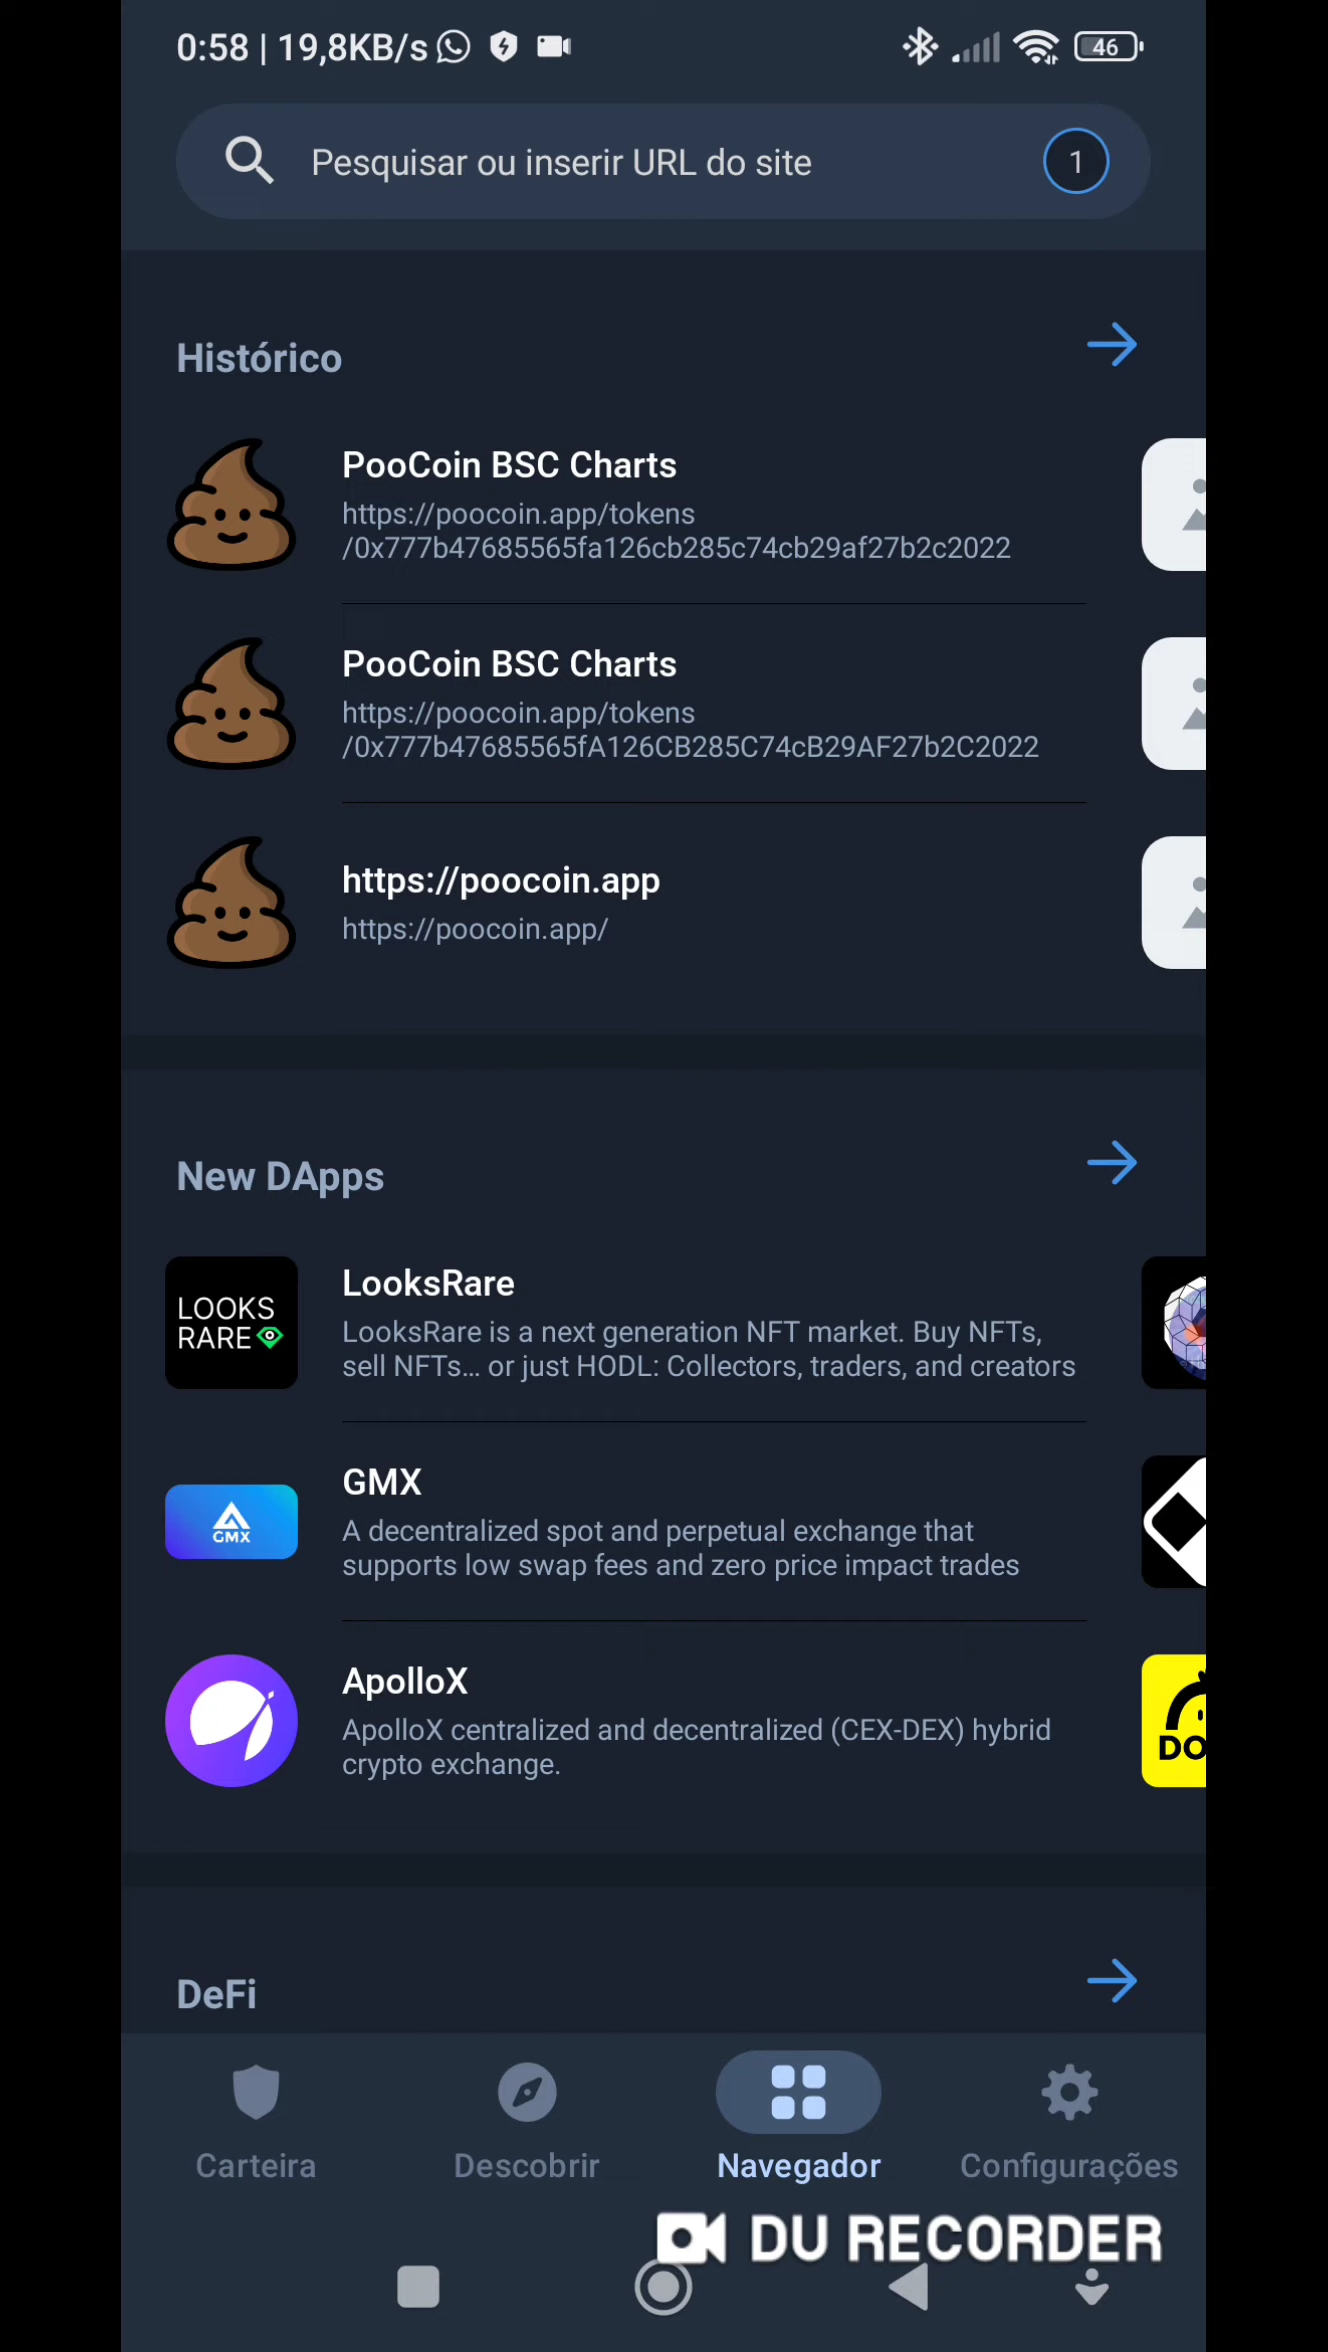 0:58 | 19,8KB/s
46
Pesquisar ou inserir URL do site
1
Histórico
PooCoin BSC Charts
https://poocoin.app/tokens
/0x777b47685565fa126cb285c74cb29af27b2c2022
PooCoin BSC Charts
https://poocoin.app/tokens
/0x777b47685565fA126CB285C74cB29AF27b2C2022
https://poocoin.app
https://poocoin.app/
New DApps
LOOKS
RARE
LooksRare
LooksRare is a next generation NFT market. Buy NFTs,
sell NFTs... or just HODL: Collectors, traders, and creators
GMX
GMX
A decentralized spot and perpetual exchange that
supports low swap fees and zero price impact trades
ApolloX
ApolloX centralized and decentralized (CEX-DEX) hybrid
crypto exchange.
DO
DeFi
Carteira
Descobrir
Navegador
Configurações
DU RECORDER